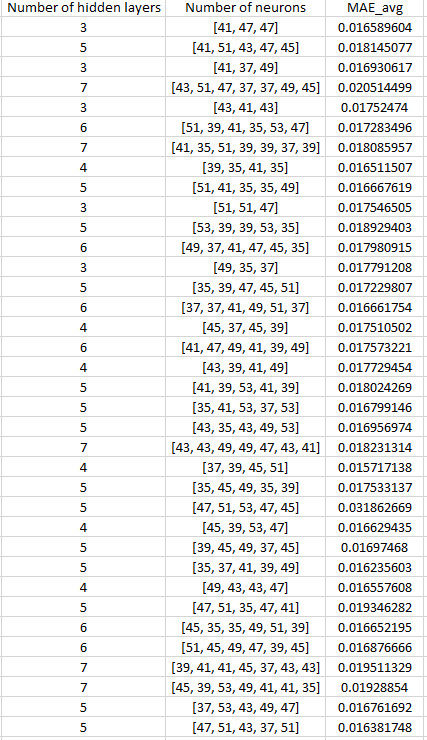 Number of hidden layers Number of neurons MAE_avg
3 [41, 47, 47] 0.016589604
5 [41, 51, 43, 47, 45] 0.018145077
3 [41, 37, 49] 0.016930617
7 [43, 51, 47, 37, 37, 49, 45] 0.020514499
3 [43, 41, 43] 0.01752474
6 [51, 39, 41, 35, 53, 47] 0.017283496
7 [41, 35, 51, 39, 39, 37, 39] 0.018085957
4 [39, 35, 41, 35] 0.016511507
5 [51, 41, 35, 35, 49] 0.016667619
3 [51, 51, 47] 0.017546505
5 [53, 39, 39, 53, 35] 0.018929403
6 [49, 37, 41, 47, 45, 35] 0.017980915
3 [49, 35, 37] 0.017791208
5 [35, 39, 47, 45, 51] 0.017229807
6 [37, 37, 41, 49, 51, 37] 0.016661754
4 [45, 37, 45, 39] 0.017510502
6 [41, 47, 49, 41, 39, 49] 0.017573221
4 [43, 39, 41, 49] 0.017729454
5 [41, 39, 53, 41, 39] 0.018024269
5 [35, 41, 53, 37, 53] 0.016799146
5 [43, 35, 43, 49, 53] 0.016956974
7 [43, 43, 49, 49, 47, 43, 41] 0.018231314
4 [37, 39, 45, 51] 0.015717138
5 [35, 45, 49, 35, 39] 0.017533137
5 [47, 51, 53, 47, 45] 0.031862669
4 [45, 39, 53, 47] 0.016629435
5 [39, 45, 49, 37, 45] 0.01697468
5 [35, 37, 41, 39, 49] 0.016235603
4 [49, 43, 43, 47] 0.016557608
5 [47, 51, 35, 47, 41] 0.019346282
6 [45, 35, 35, 49, 51, 39] 0.016652195
6 [51, 45, 49, 47, 39, 45] 0.016876666
7 [39, 41, 41, 45, 37, 43, 43] 0.019511329
7 [45, 39, 53, 49, 41, 41, 35] 0.01928854
5 [37, 53, 43, 49, 47] 0.016761692
5 [47, 51, 43, 37, 51] 0.016381748